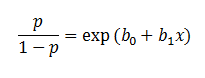 p/(1 − p) = exp (b₀ + b₁x)